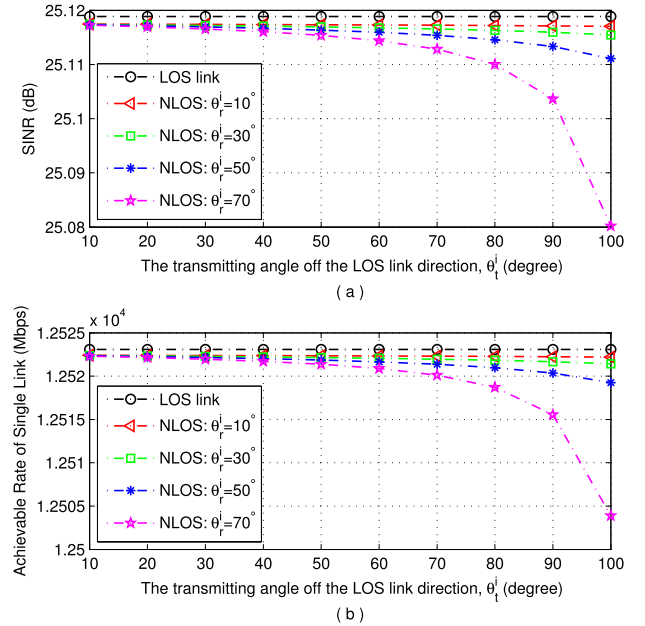 25.12
25.11
25.1
25.09
25.08
SINR (dB)
LOS link
NLOS: θ_r^i=10°
NLOS: θ_r^i=30°
NLOS: θ_r^i=50°
NLOS: θ_r^i=70°
10 20 30 40 50 60 70 80 90 100
The transmitting angle off the LOS link direction, θ_t^i (degree)
( a )
x 10^4
1.2525
1.252
1.2515
1.251
1.2505
1.25
Achievable Rate of Single Link (Mbps)
LOS link
NLOS: θ_r^i=10°
NLOS: θ_r^i=30°
NLOS: θ_r^i=50°
NLOS: θ_r^i=70°
10 20 30 40 50 60 70 80 90 100
The transmitting angle off the LOS link direction, θ_t^i (degree)
( b )